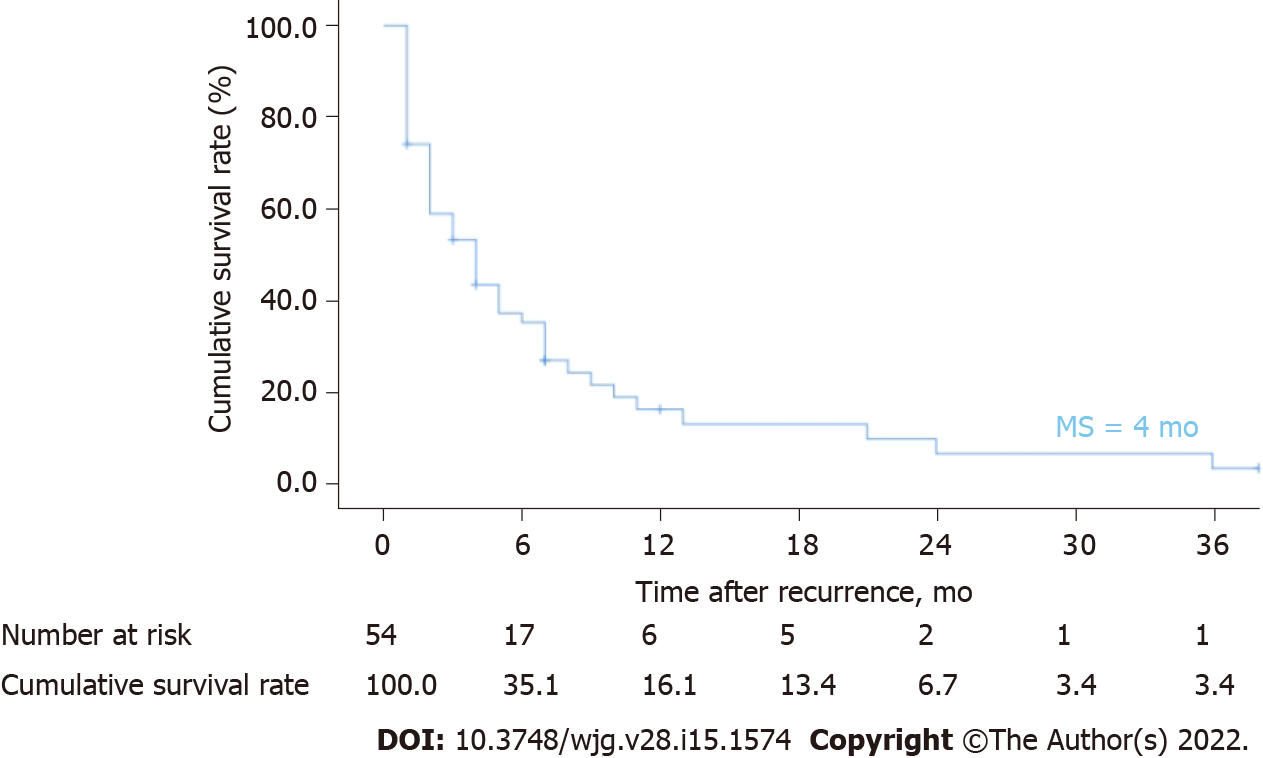 Cumulative survival rate (%)
100.0
80.0
60.0
40.0
20.0
0.0
MS = 4 mo
0 6 12 18 24 30 36
Time after recurrence, mo
Number at risk 54 17 6 5 2 1 1
Cumulative survival rate 100.0 35.1 16.1 13.4 6.7 3.4 3.4
DOI: 10.3748/wjg.v28.i15.1574 Copyright ©The Author(s) 2022.